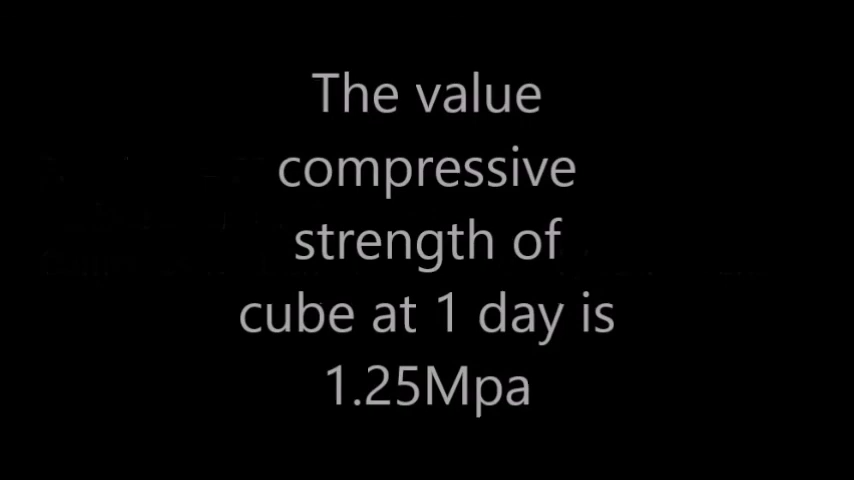 The value
compressive
strength of
cube at 1 day is
1.25Mpa